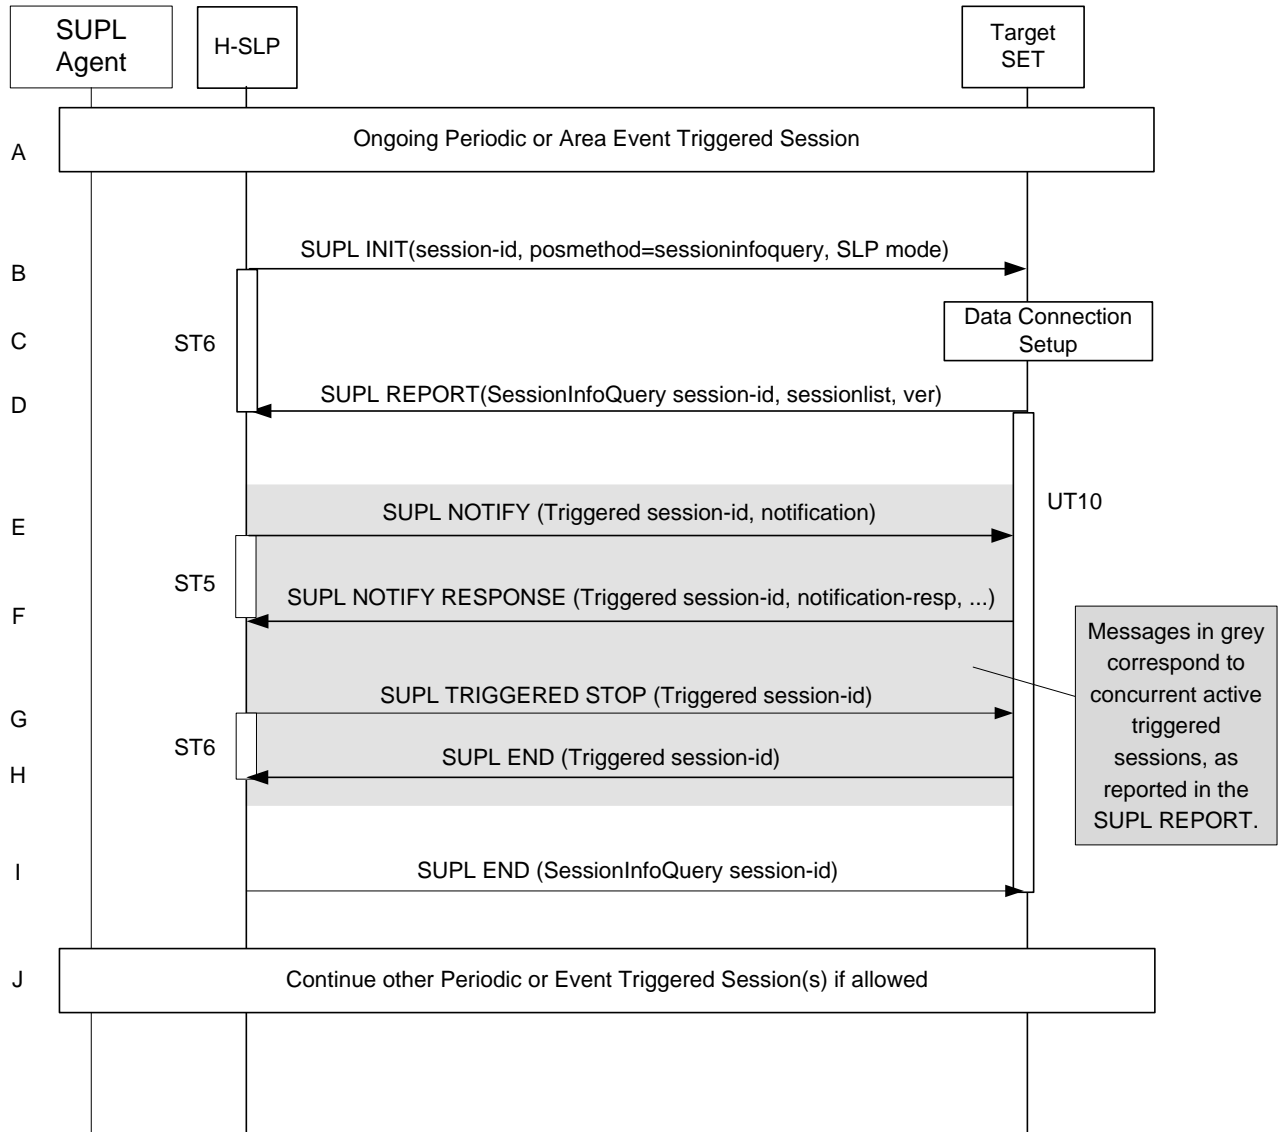 SUPL
Agent
H-SLP
Target
SET
A
Ongoing Periodic or Area Event Triggered Session
B
SUPL INIT(session-id, posmethod=sessioninfoquery, SLP mode)
C
ST6
Data Connection
Setup
D
SUPL REPORT(SessionInfoQuery session-id, sessionlist, ver)
UT10
E
SUPL NOTIFY (Triggered session-id, notification)
ST5
F
SUPL NOTIFY RESPONSE (Triggered session-id, notification-resp, ...)
Messages in grey
correspond to
concurrent active
triggered
sessions, as
reported in the
SUPL REPORT.
G
SUPL TRIGGERED STOP (Triggered session-id)
ST6
H
SUPL END (Triggered session-id)
I
SUPL END (SessionInfoQuery session-id)
J
Continue other Periodic or Event Triggered Session(s) if allowed